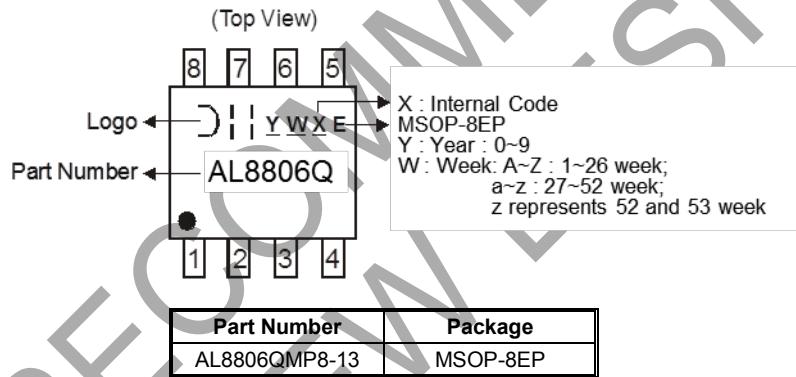 (Top View)
8 7 6 5
Logo
Y W X E
X : Internal Code
MSOP-8EP
Y : Year : 0~9
W : Week: A~Z : 1~26 week;
a~z : 27~52 week;
z represents 52 and 53 week
Part Number
AL8806Q
1 2 3 4
Part Number Package
AL8806QMP8-13 MSOP-8EP